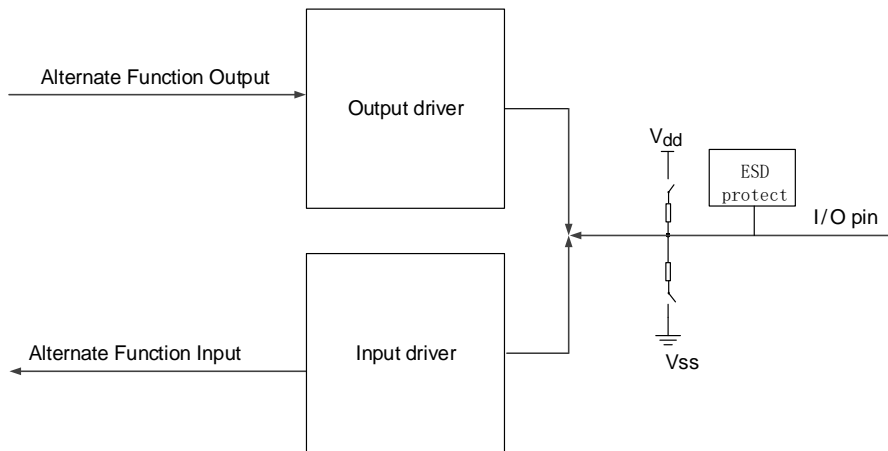 Alternate Function Output
Output driver
Vdd
ESD
protect
I/O pin
Alternate Function Input
Input driver
Vss